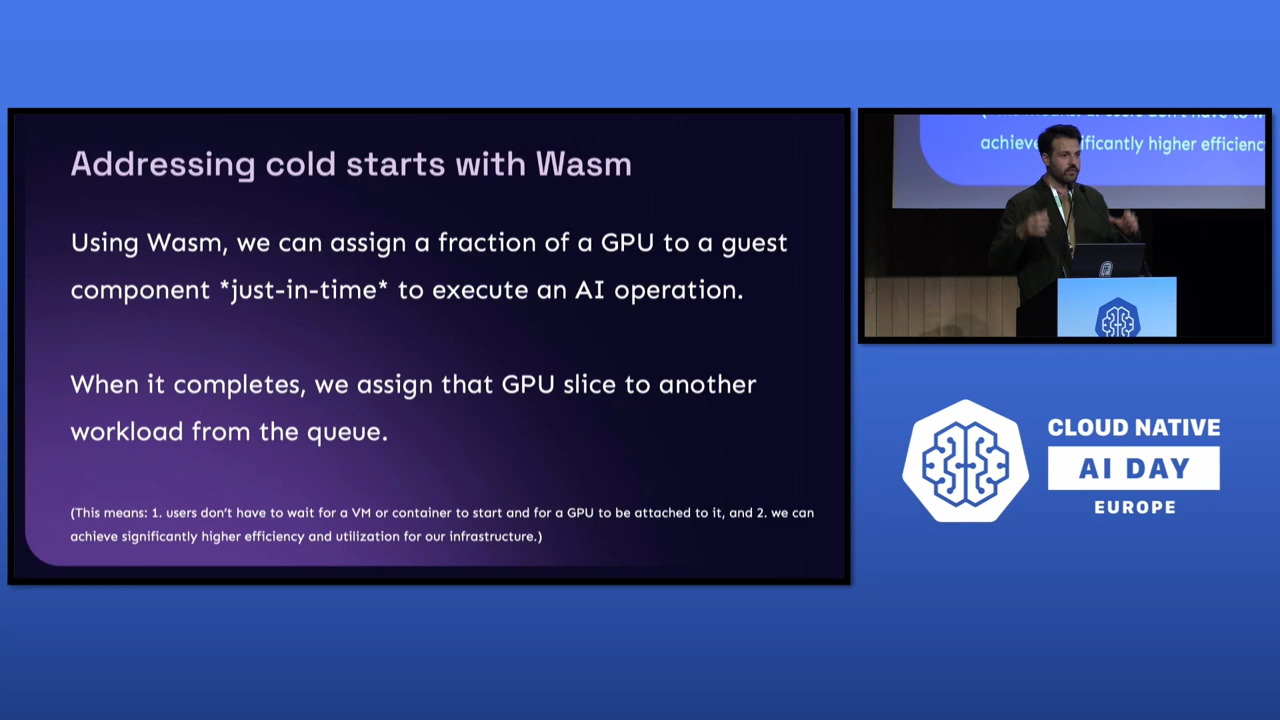 Addressing cold starts with Wasm
Using Wasm, we can assign a fraction of a GPU to a guest
component *just-in-time* to execute an AI operation.
When it completes, we assign that GPU slice to another
workload from the queue.
(This means: 1. users don't have to wait for a VM or container to start and for a GPU to be attached to it, and 2. we can
achieve significantly higher efficiency and utilization for our infrastructure.)
achieve ificantly higher efficienc
CLOUD NATIVE
AI DAY
EUROPE